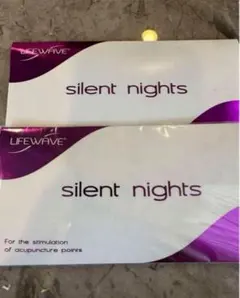 LIFEWAVE
silent nights
LIFEWAVE
silent nights
For the stimulation
of acupuncture points